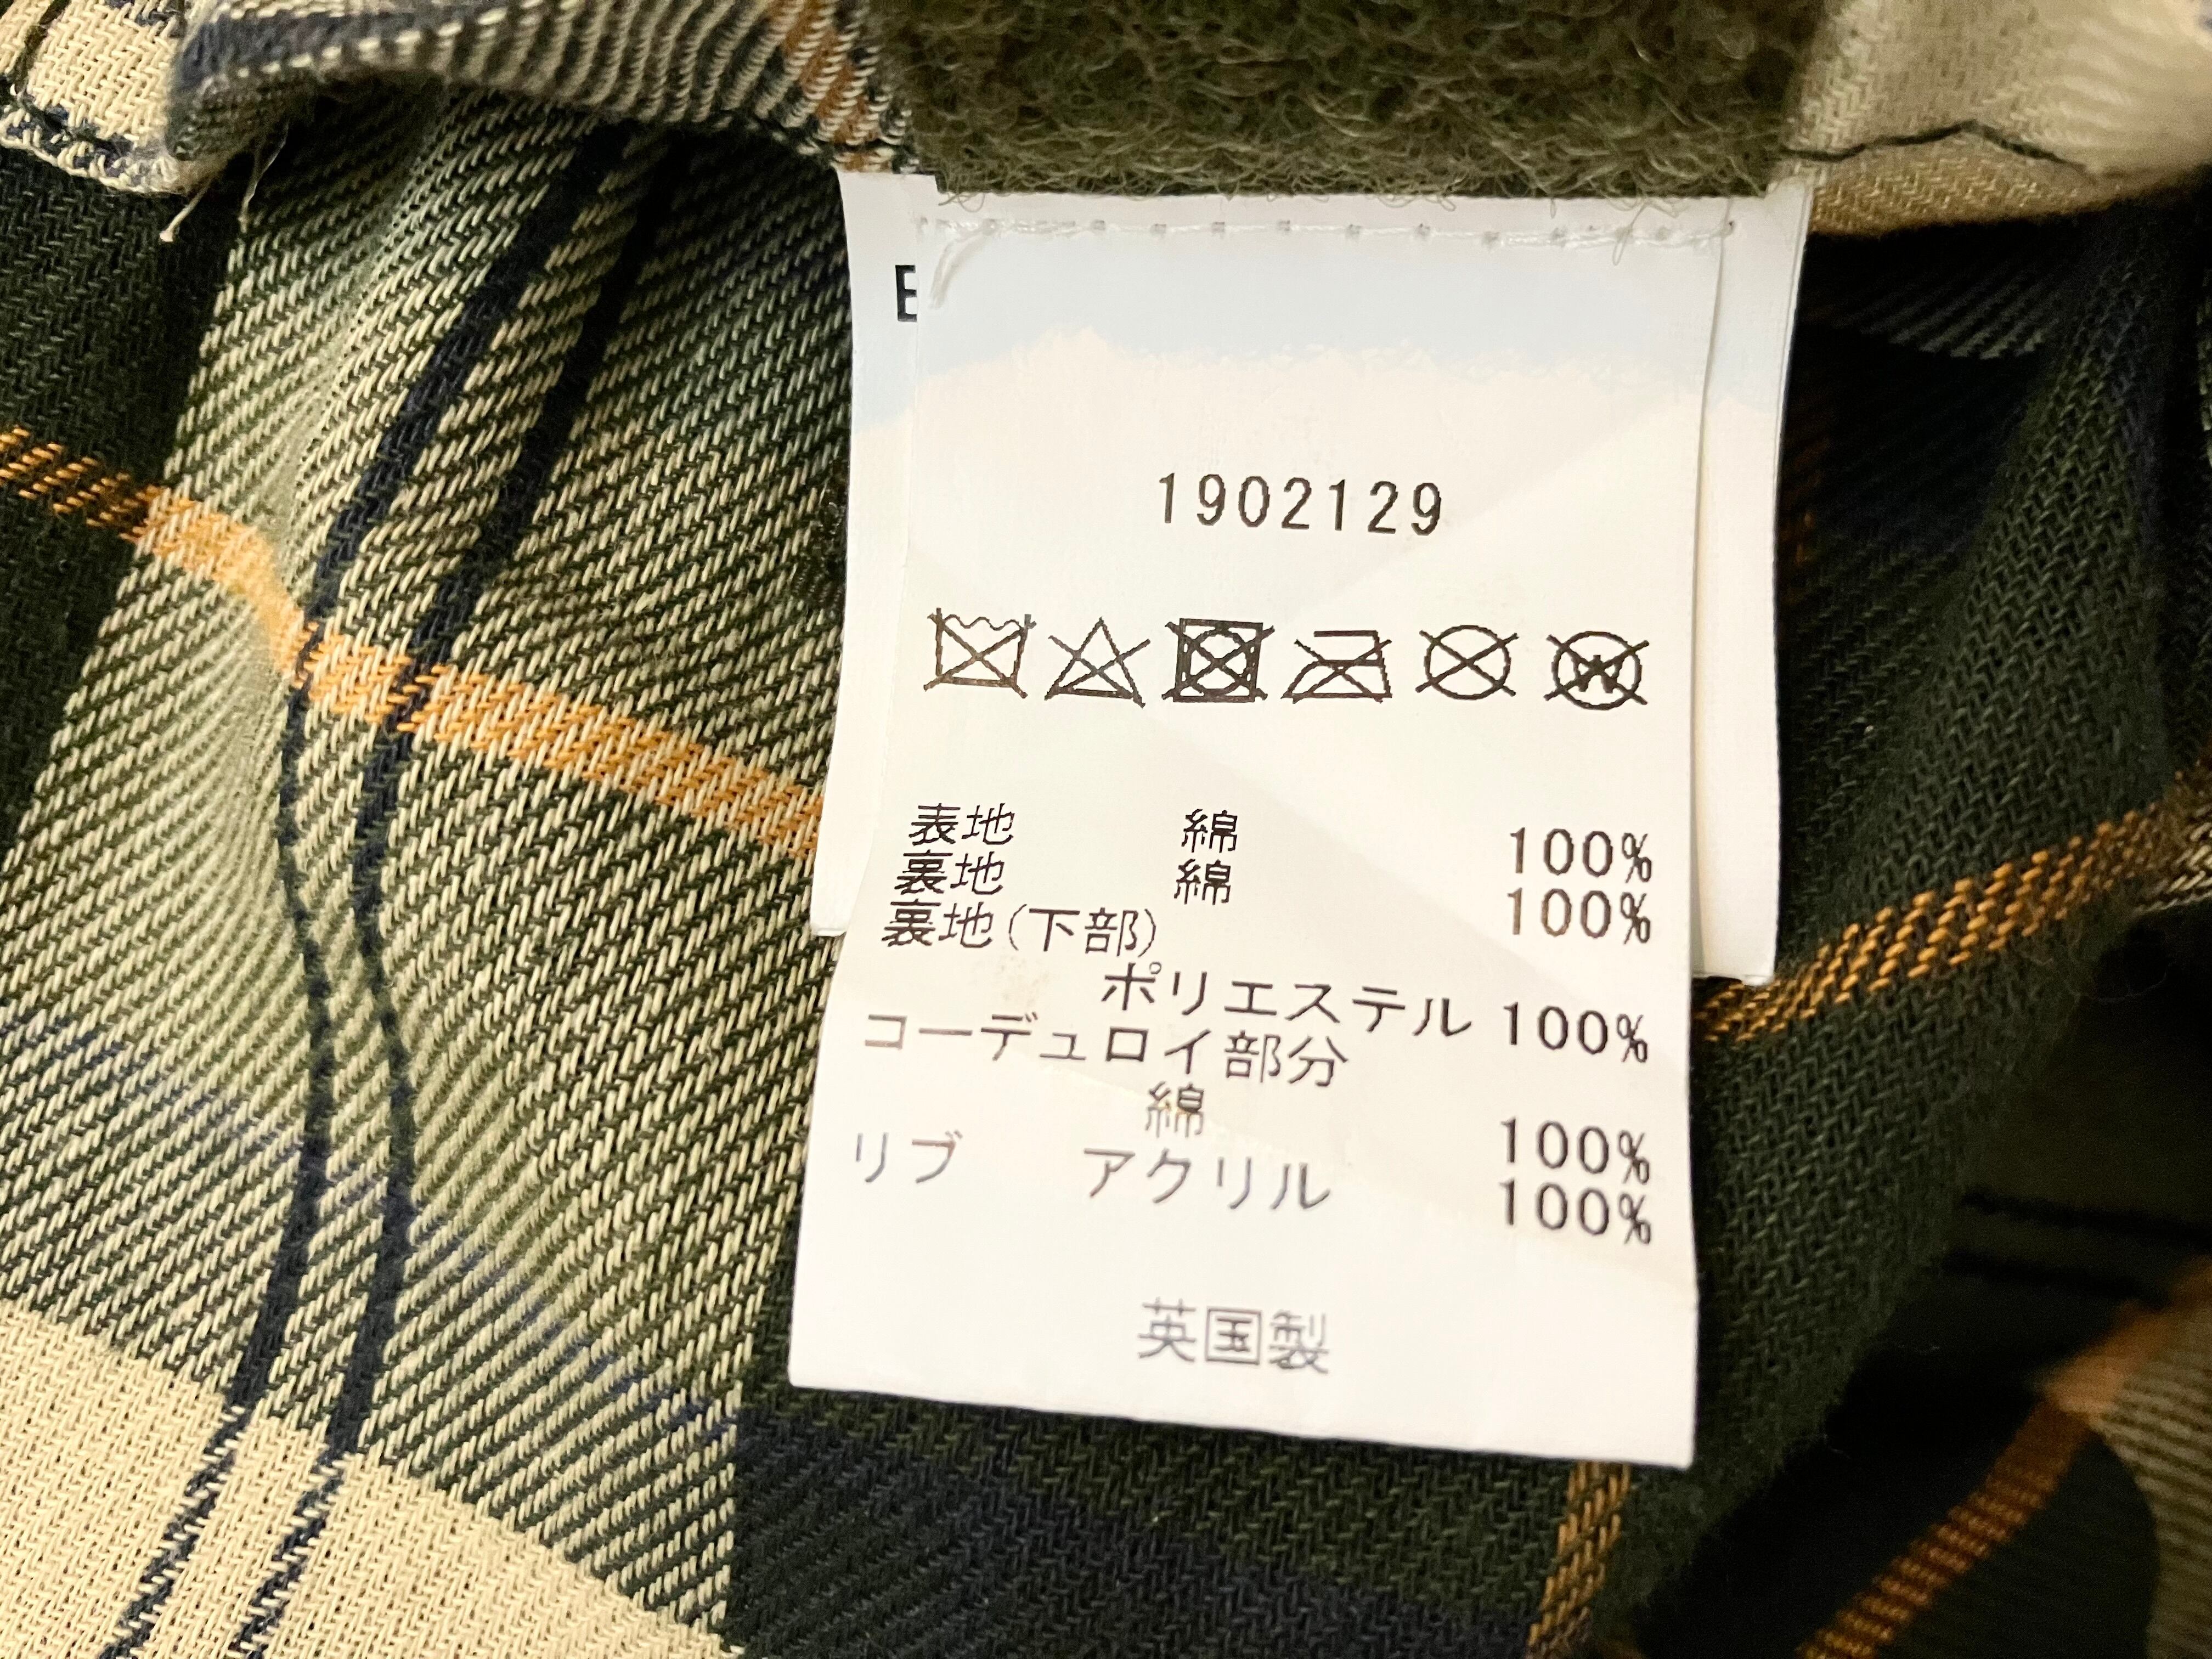 E
1902129
W
表地 綿 100%
裏地 綿 100%
裏地(下部)
ポリエステル 100%
コーデュロイ部分
綿 100%
リブ アクリル 100%
英国製